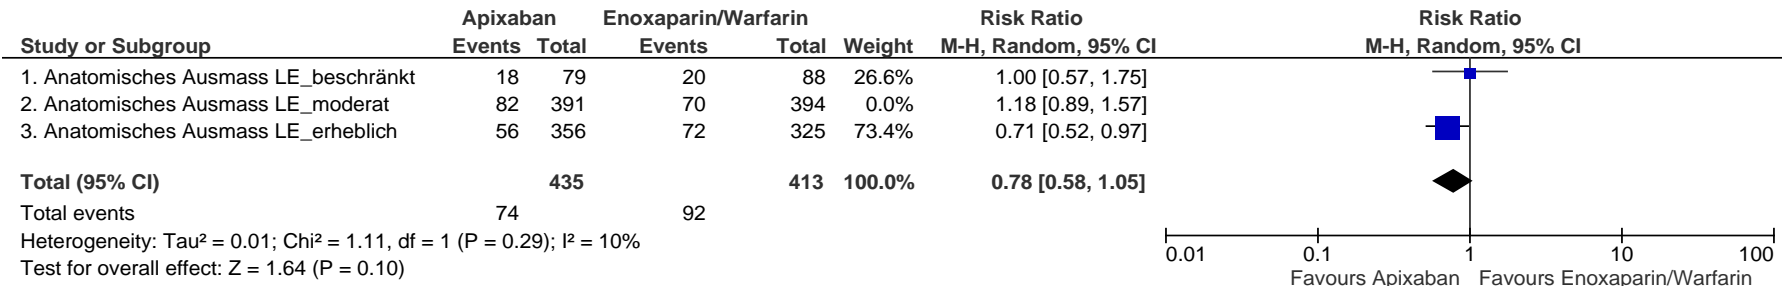 Apixaban Enoxaparin/Warfarin Risk Ratio Risk Ratio
Study or Subgroup Events Total Events Total Weight M-H, Random, 95% CI M-H, Random, 95% CI
1. Anatomisches Ausmass LE_beschränkt 18 79 20 88 26.6% 1.00 [0.57, 1.75]
2. Anatomisches Ausmass LE_moderat 82 391 70 394 0.0% 1.18 [0.89, 1.57]
3. Anatomisches Ausmass LE_erheblich 56 356 72 325 73.4% 0.71 [0.52, 0.97]
Total (95% CI) 435 413 100.0% 0.78 [0.58, 1.05]
Total events 74 92
Heterogeneity: Tau² = 0.01; Chi² = 1.11, df = 1 (P = 0.29); I² = 10%
Test for overall effect: Z = 1.64 (P = 0.10)
0.01 0.1 1 10 100
Favours Apixaban Favours Enoxaparin/Warfarin